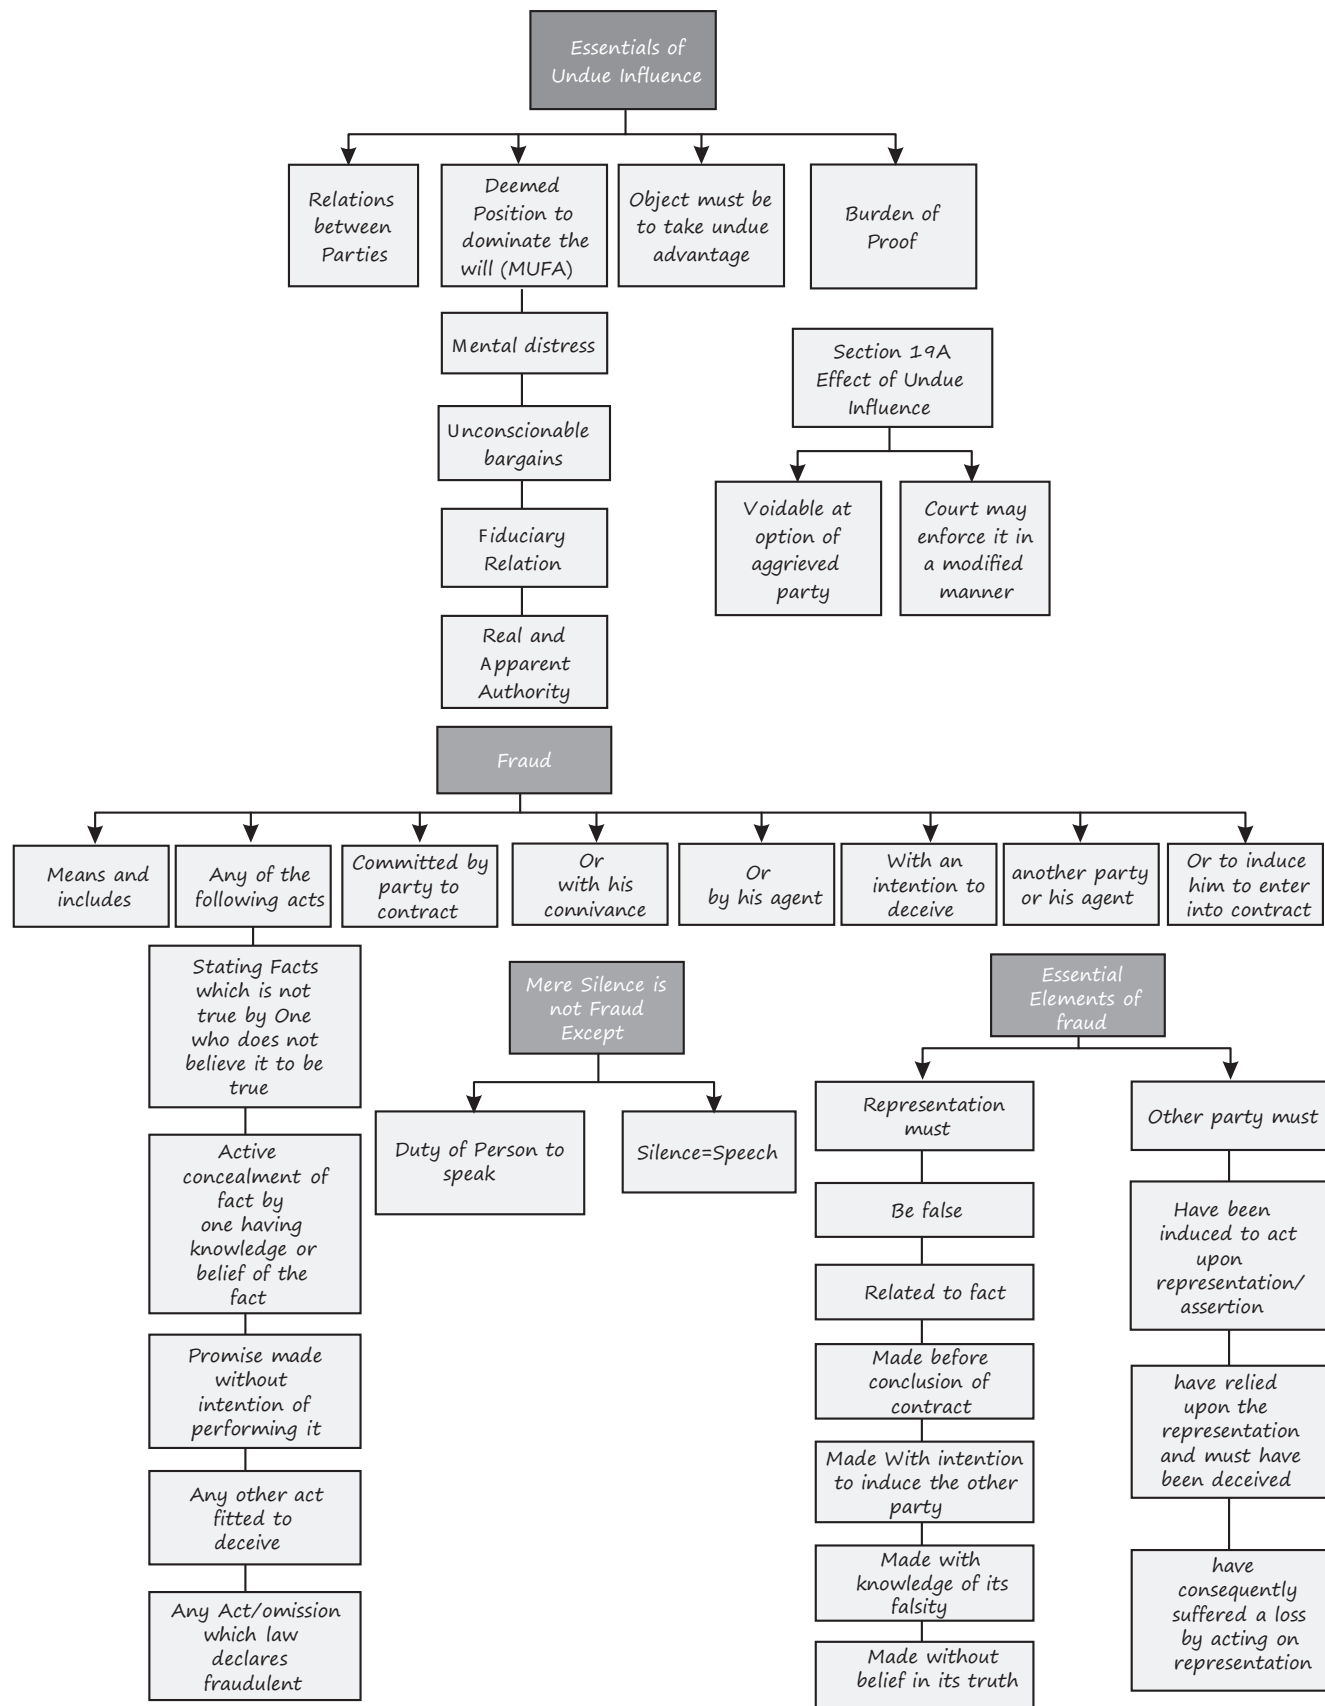 Essentials of
Undue Influence
Relations
between
Parties
Deemed
Position to
dominate the
will (MUFA)
Object must be
to take undue
advantage
Burden of
Proof
Mental distress
Unconscionable
bargains
Fiduciary
Relation
Real and
Apparent
Authority
Section 19A
Effect of Undue
Influence
Voidable at
option of
aggrieved
party
Court may
enforce it in
a modified
manner
Fraud
Means and
includes
Any of the
following acts
Committed by
party to
contract
Or
with his
connivance
Or
by his agent
With an
intention to
deceive
another party
or his agent
Or to induce
him to enter
into contract
Stating Facts
which is not
true by One
who does not
believe it to be
true
Active
concealment of
fact by
one having
knowledge or
belief of the
fact
Promise made
without
intention of
performing it
Any other act
fitted to
deceive
Any Act/omission
which law
declares
fraudulent
Mere Silence is
not Fraud
Except
Duty of Person to
speak
Silence=Speech
Essential
Elements of
fraud
Representation
must
Be false
Related to fact
Made before
conclusion of
contract
Made With intention
to induce the other
party
Made with
knowledge of its
falsity
Made without
belief in its truth
Other party must
Have been
induced to act
upon
representation/
assertion
have relied
upon the
representation
and must have
been deceived
have
consequently
suffered a loss
by acting on
representation